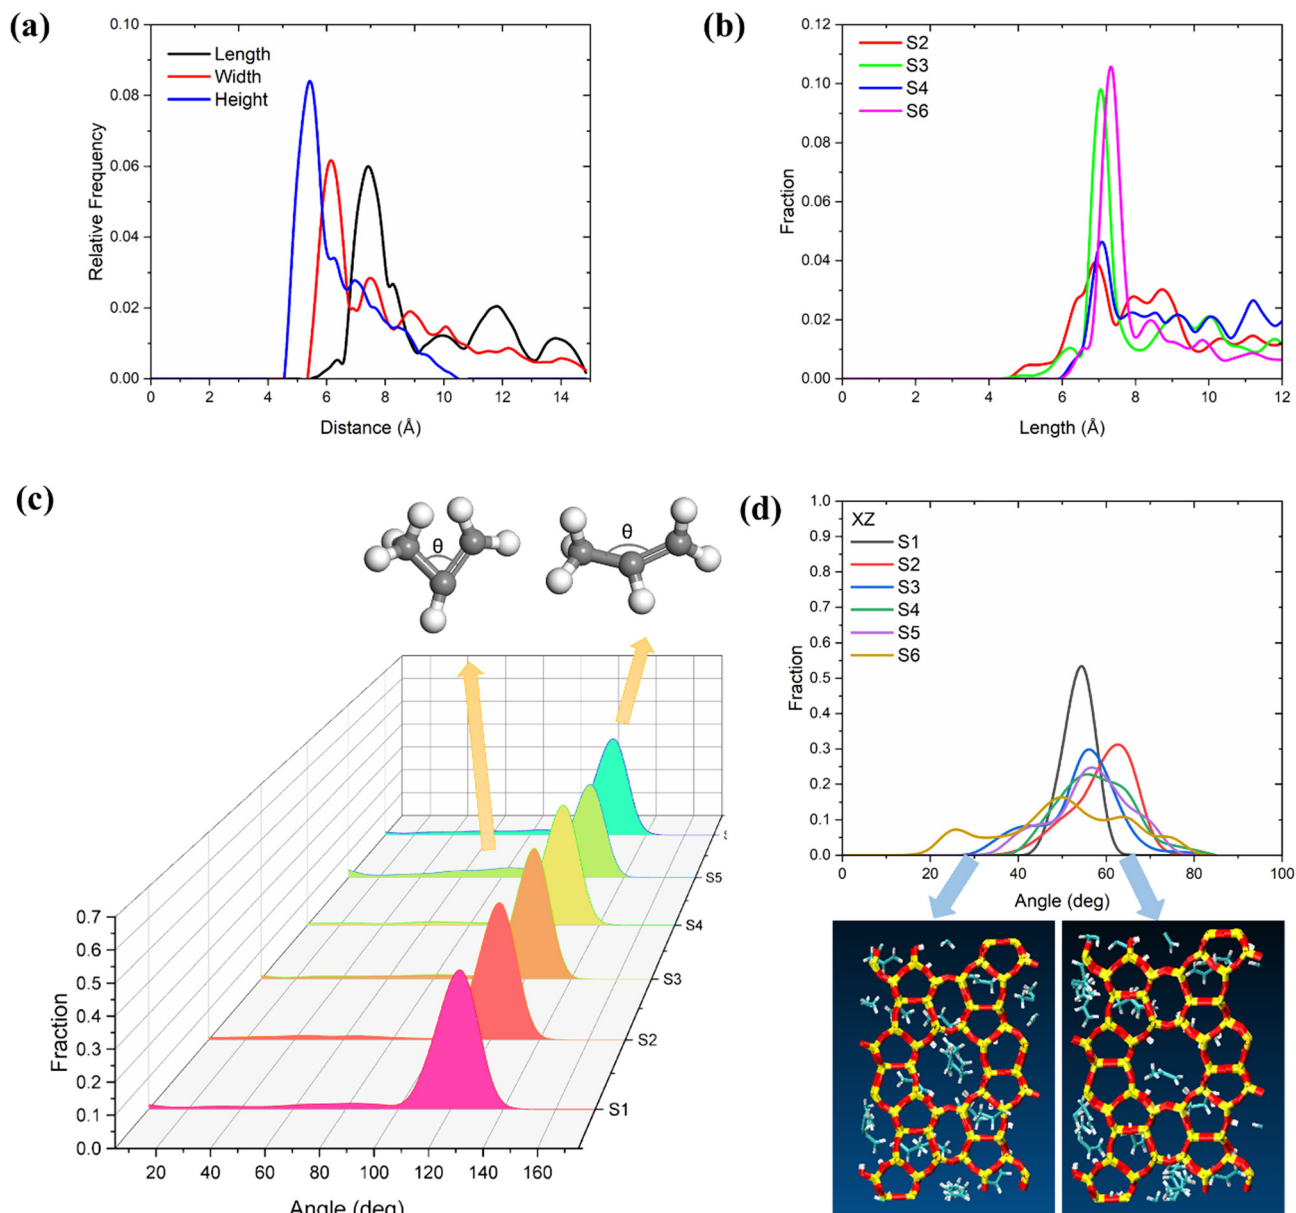 (a)
0.10
0.08
0.06
0.04
0.02
0.00
Relative Frequency
Length
Width
Height
0 2 4 6 8 10 12 14
Distance (Å)
(b)
0.12
0.10
0.08
0.06
0.04
0.02
0.00
Fraction
S2
S3
S4
S6
0 2 4 6 8 10 12
Length (Å)
(c)
θ
θ
0.7
0.6
0.5
0.4
0.3
0.2
0.1
0.0
Fraction
S5
S4
S3
S2
S1
20 40 60 80 100 120 140 160
Angle (deg)
(d)
1.0
0.9
0.8
0.7
0.6
0.5
0.4
0.3
0.2
0.1
0.0
Fraction
XZ
S1
S2
S3
S4
S5
S6
0 20 40 60 80 100
Angle (deg)